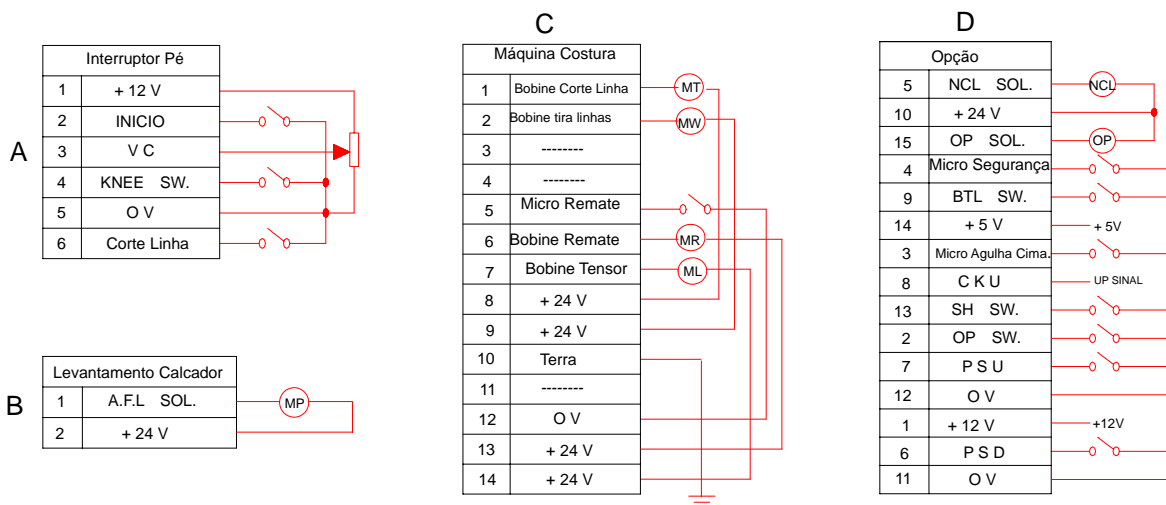 A
Interruptor Pé
1 + 12 V
2 INICIO
3 V C
4 KNEE SW.
5 O V
6 Corte Linha
B
Levantamento Calcador
1 A.F.L SOL. MP
2 + 24 V
C
Máquina Costura
1 Bobine Corte Linha MT
2 Bobine tira linhas MW
3 --------
4 --------
5 Micro Remate
6 Bobine Remate MR
7 Bobine Tensor ML
8 + 24 V
9 + 24 V
10 Terra
11 --------
12 O V
13 + 24 V
14 + 24 V
D
Opção
5 NCL SOL. NCL
10 + 24 V
15 OP SOL. OP
4 Micro Segurança
9 BTL SW.
14 + 5 V + 5V
3 Micro Agulha Cima.
8 C K U UP SINAL
13 SH SW.
2 OP SW.
7 P S U
12 O V
1 + 12 V +12V
6 P S D
11 O V